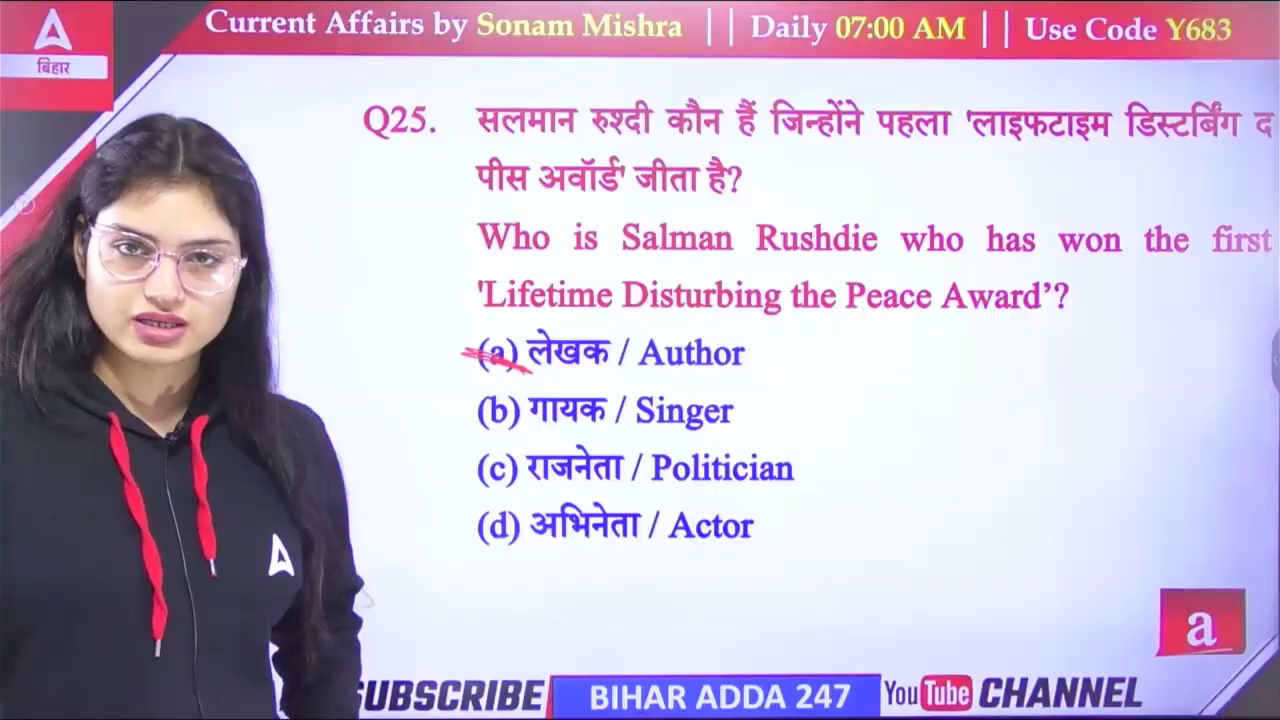 Current Affairs by Sonam Mishra || Daily 07:00 AM || Use Code Y683
बिहार
Q25. सलमान रुश्दी कौन हैं जिन्होंने पहला 'लाइफटाइम डिस्टर्बिंग द
पीस अवॉर्ड' जीता है?
Who is Salman Rushdie who has won the first
'Lifetime Disturbing the Peace Award’?
(a) लेखक / Author
(b) गायक / Singer
(c) राजनेता / Politician
(d) अभिनेता / Actor
a
SUBSCRIBE BIHAR ADDA 247 YouTube CHANNEL